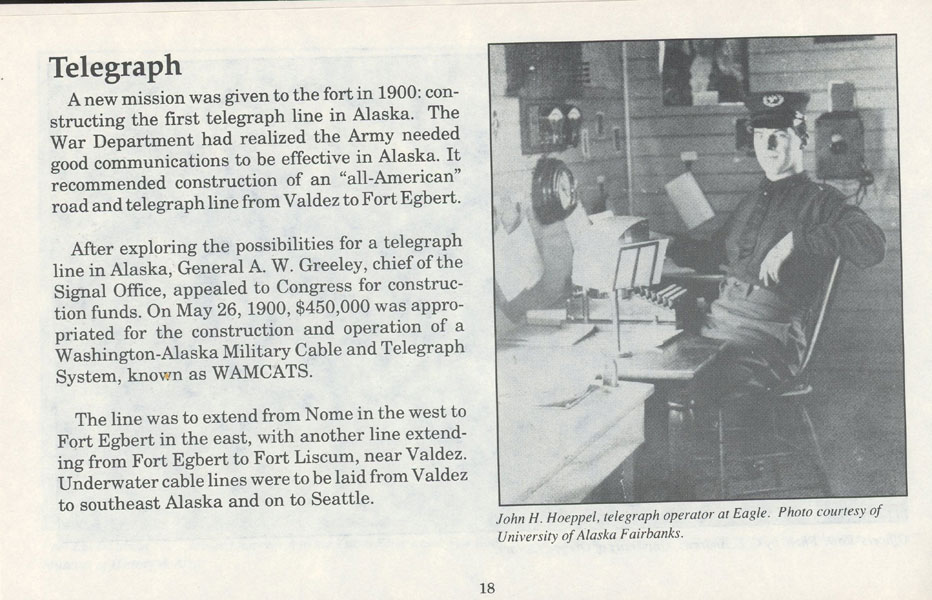 Telegraph
A new mission was given to the fort in 1900: con-
structing the first telegraph line in Alaska. The
War Department had realized the Army needed
good communications to be effective in Alaska. It
recommended construction of an "all-American"
road and telegraph line from Valdez to Fort Egbert.
After exploring the possibilities for a telegraph
line in Alaska, General A. W. Greeley, chief of the
Signal Office, appealed to Congress for construc-
tion funds. On May 26, 1900, $450,000 was appro-
priated for the construction and operation of a
Washington-Alaska Military Cable and Telegraph
System, known as WAMCATS.
The line was to extend from Nome in the west to
Fort Egbert in the east, with another line extend-
ing from Fort Egbert to Fort Liscum, near Valdez.
Underwater cable lines were to be laid from Valdez
to southeast Alaska and on to Seattle.
John H. Hoeppel, telegraph operator at Eagle. Photo courtesy of
University of Alaska Fairbanks.
18